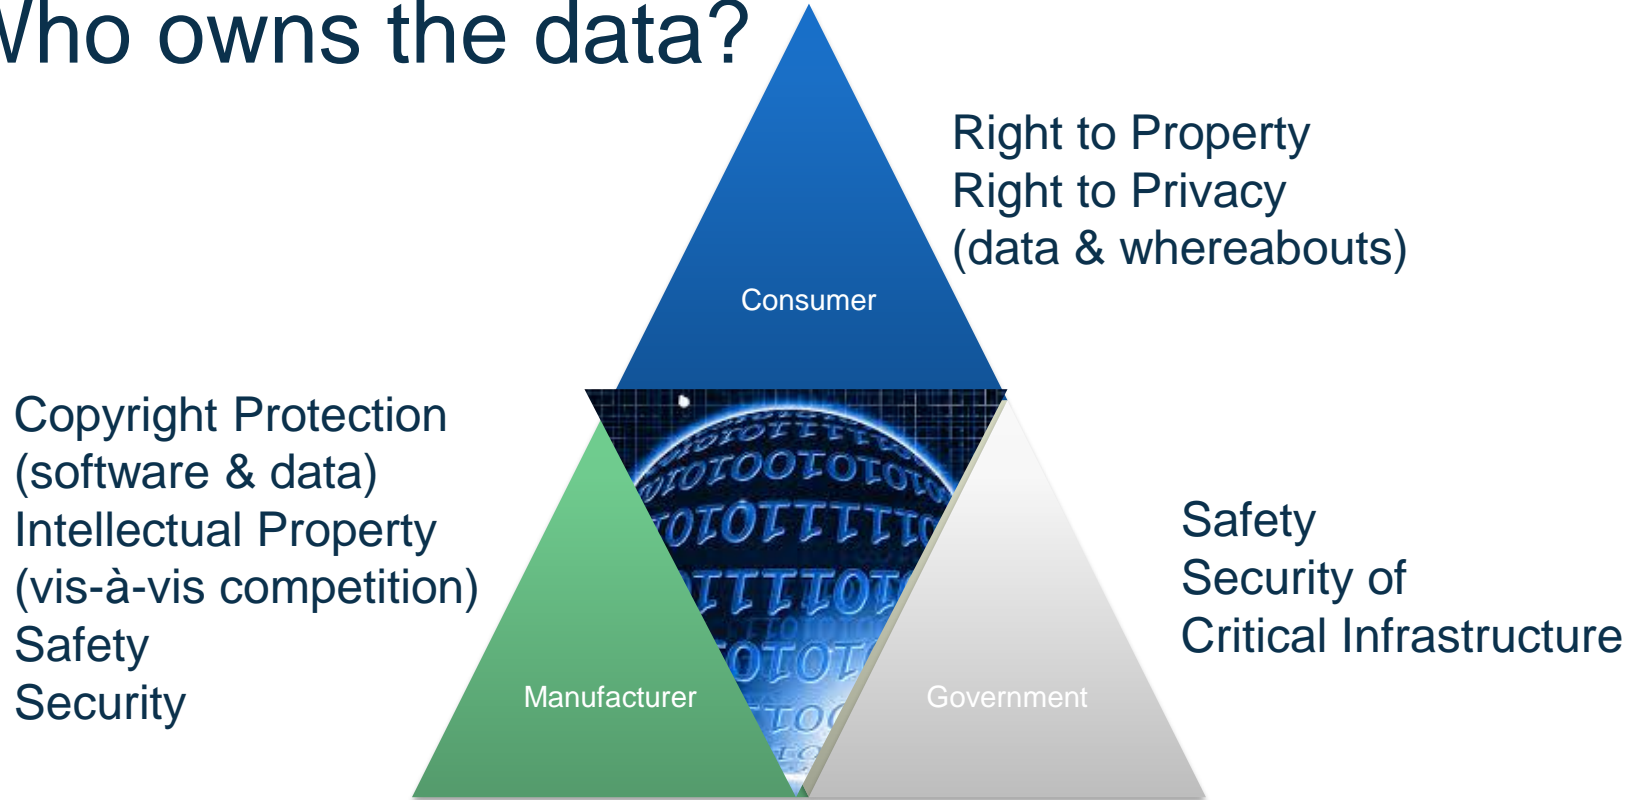 Who owns the data?
Right to Property
Right to Privacy
(data & whereabouts)
Consumer
Copyright Protection
(software & data)
Intellectual Property
(vis-à-vis competition)
Safety
Security
Safety
Security of
Critical Infrastructure
Manufacturer
Government